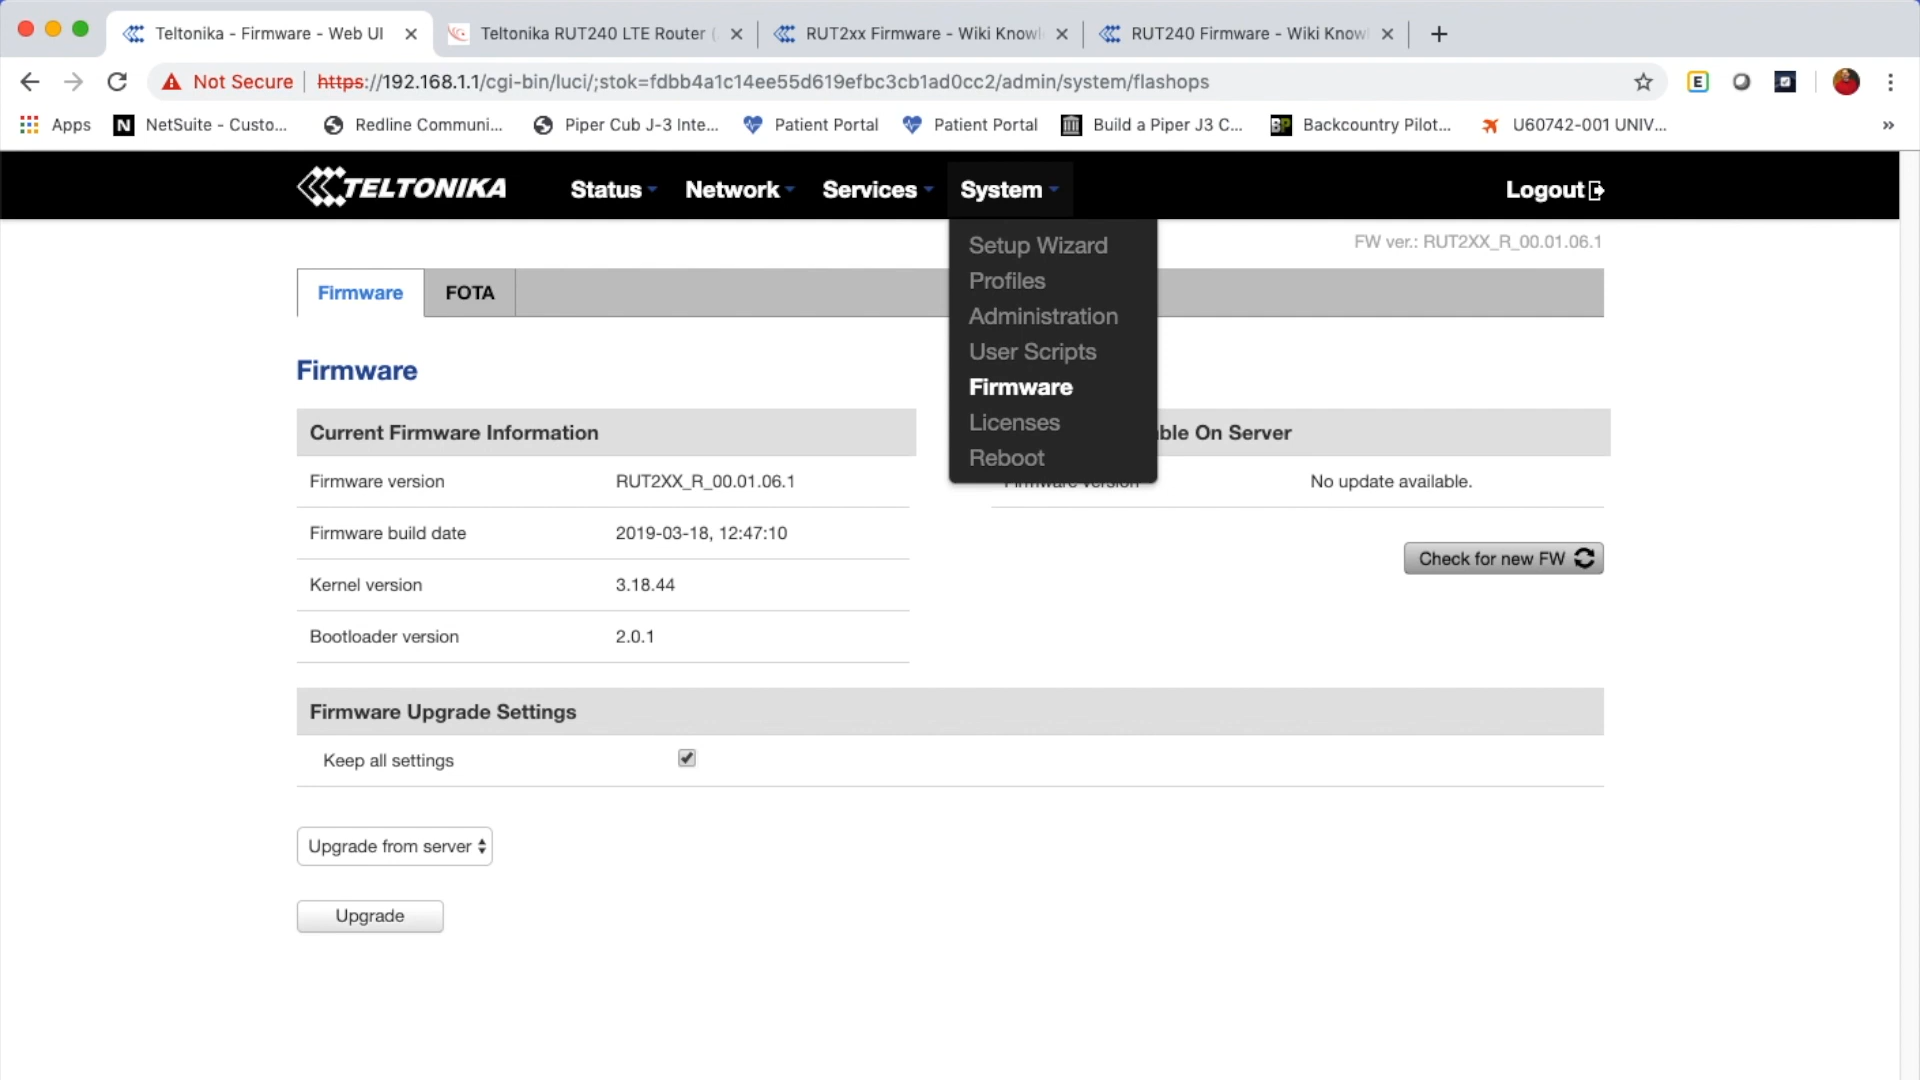 Teltonika - Firmware - Web UI
Teltonika RUT240 LTE Router (
RUT2xx Firmware - Wiki Knowl
RUT240 Firmware - Wiki Knowl
Not Secure
https://192.168.1.1/cgi-bin/luci/;stok=fdbb4a1c14ee55d619efbc3cb1ad0cc2/admin/system/flashops
E
Apps
N NetSuite - Custo...
Redline Communi...
Piper Cub J-3 Inte...
Patient Portal
Patient Portal
Build a Piper J3 C...
BP Backcountry Pilot...
U60742-001 UNIV...
»
TELTONIKA
Status
Network
Services
System
Logout
Setup Wizard
Profiles
Administration
User Scripts
Firmware
Licenses
Reboot
FW ver.: RUT2XX_R_00.01.06.1
Firmware
FOTA
Firmware
Current Firmware Information
Firmware version RUT2XX_R_00.01.06.1
Firmware build date 2019-03-18, 12:47:10
Kernel version 3.18.44
Bootloader version 2.0.1
ble On Server
Firmware version No update available.
Check for new FW
Firmware Upgrade Settings
Keep all settings
Upgrade from server
Upgrade